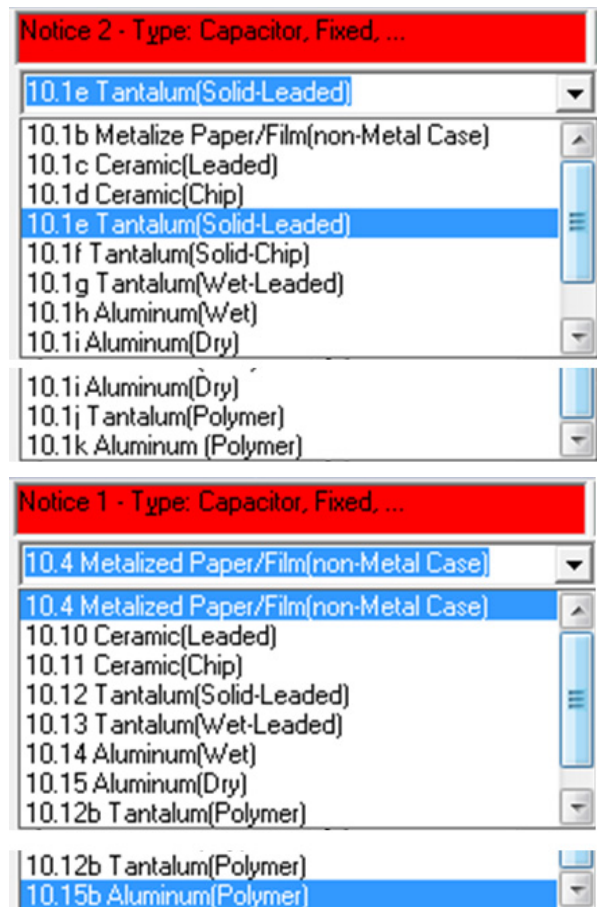 Notice 2 - Type: Capacitor, Fixed, ...
10.1e Tantalum(Solid-Leaded)
10.1b Metalize Paper/Film(non-Metal Case)
10.1c Ceramic(Leaded)
10.1d Ceramic(Chip)
10.1e Tantalum(Solid-Leaded)
10.1f Tantalum(Solid-Chip)
10.1g Tantalum(Wet-Leaded)
10.1h Aluminum(Wet)
10.1i Aluminum(Dry)
10.1i Aluminum(Dry)
10.1j Tantalum(Polymer)
10.1k Aluminum (Polymer)
Notice 1 - Type: Capacitor, Fixed, ...
10.4 Metalized Paper/Film(non-Metal Case)
10.4 Metalized Paper/Film(non-Metal Case)
10.10 Ceramic(Leaded)
10.11 Ceramic(Chip)
10.12 Tantalum(Solid-Leaded)
10.13 Tantalum(Wet-Leaded)
10.14 Aluminum(Wet)
10.15 Aluminum(Dry)
10.12b Tantalum(Polymer)
10.12b Tantalum(Polymer)
10.15b Aluminum(Polymer)